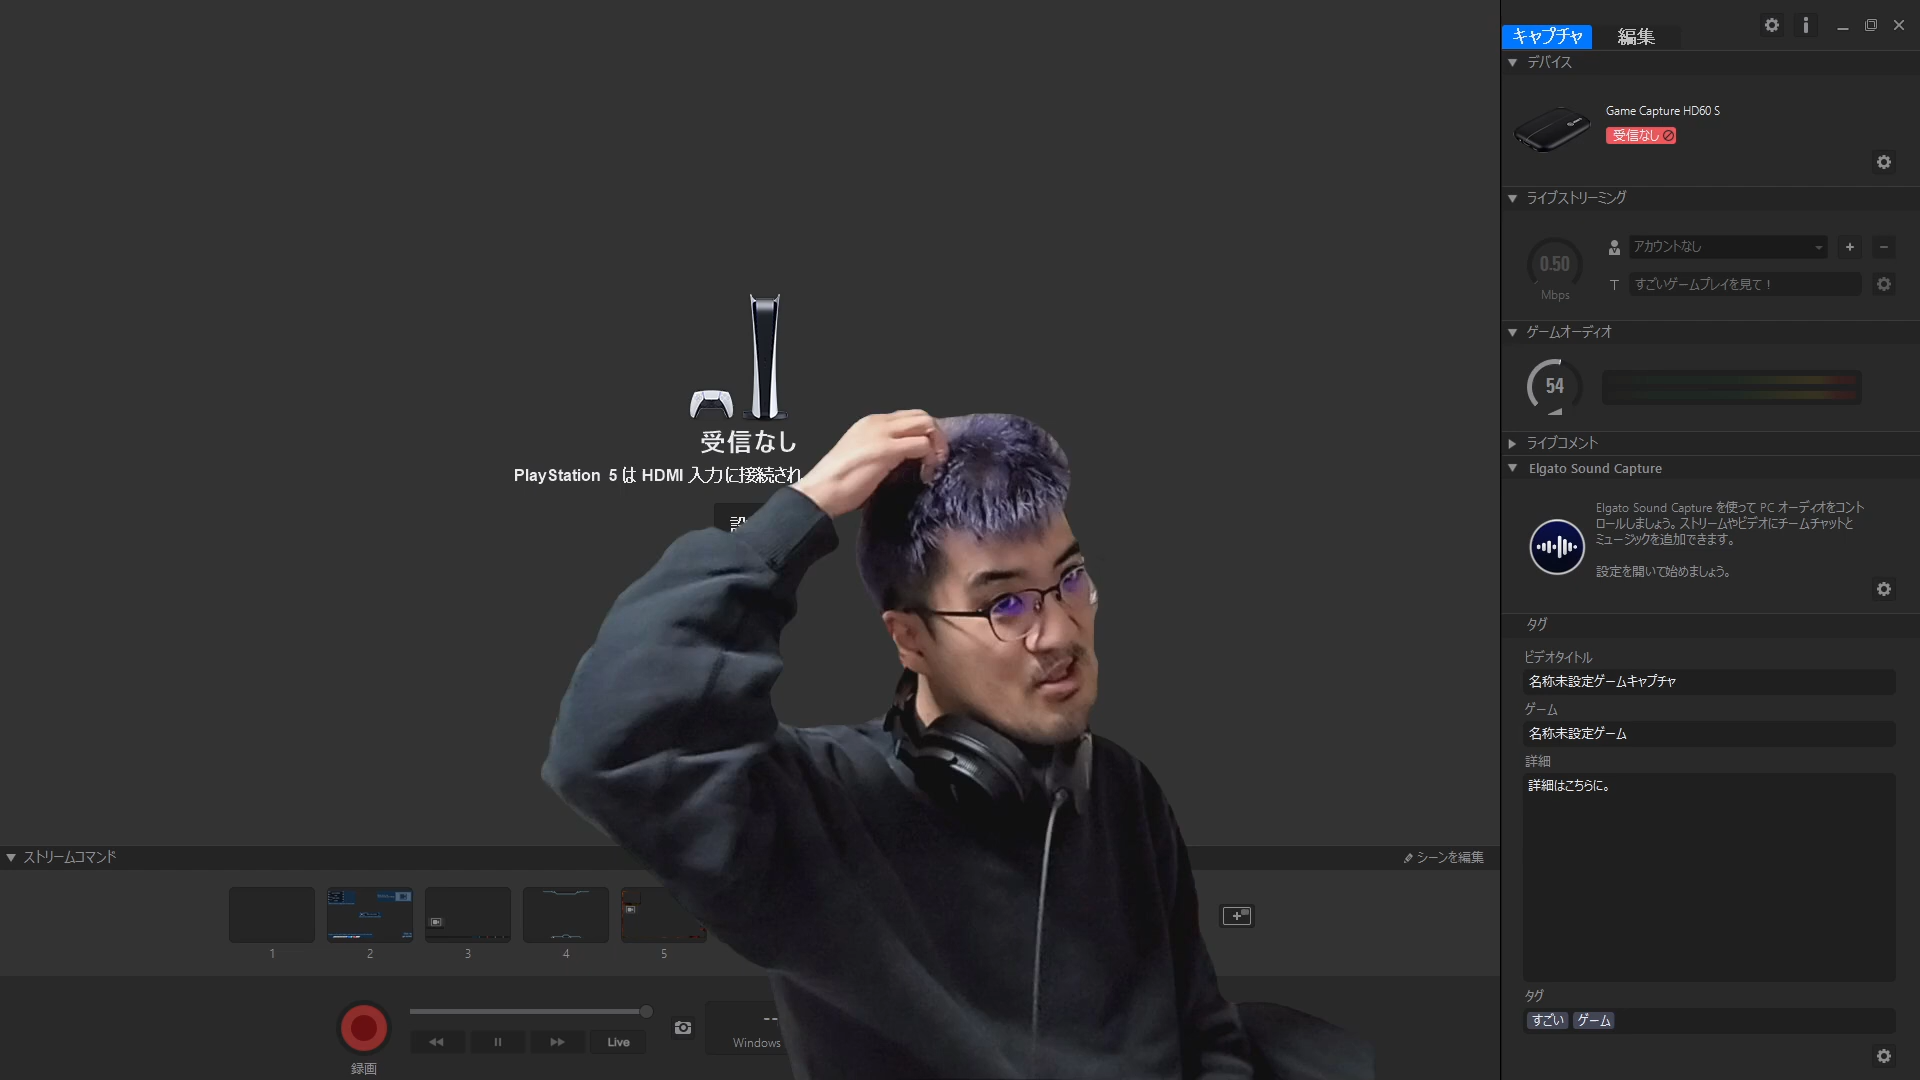 キャプチャ 編集
デバイス
Game Capture HD60 S
受信なし
ライブストリーミング
0.50
Mbps
アカウントなし
T すごいゲームプレイを見て！
ゲームオーディオ
54
ライブコメント
Elgato Sound Capture
Elgato Sound Capture を使って PC オーディオをコント
ロールしましょう。ストリームやビデオにチームチャットと
ミュージックを追加できます。
設定を開いて始めましょう。
タグ
ビデオタイトル
名称未設定ゲームキャプチャ
ゲーム
名称未設定ゲーム
詳細
詳細はこちらに。
タグ
すごい ゲーム
受信なし
PlayStation 5 は HDMI 入力に接続され
設
ストリームコマンド
シーンを編集
1 2 3 4 5
録画
Live
--
Windows